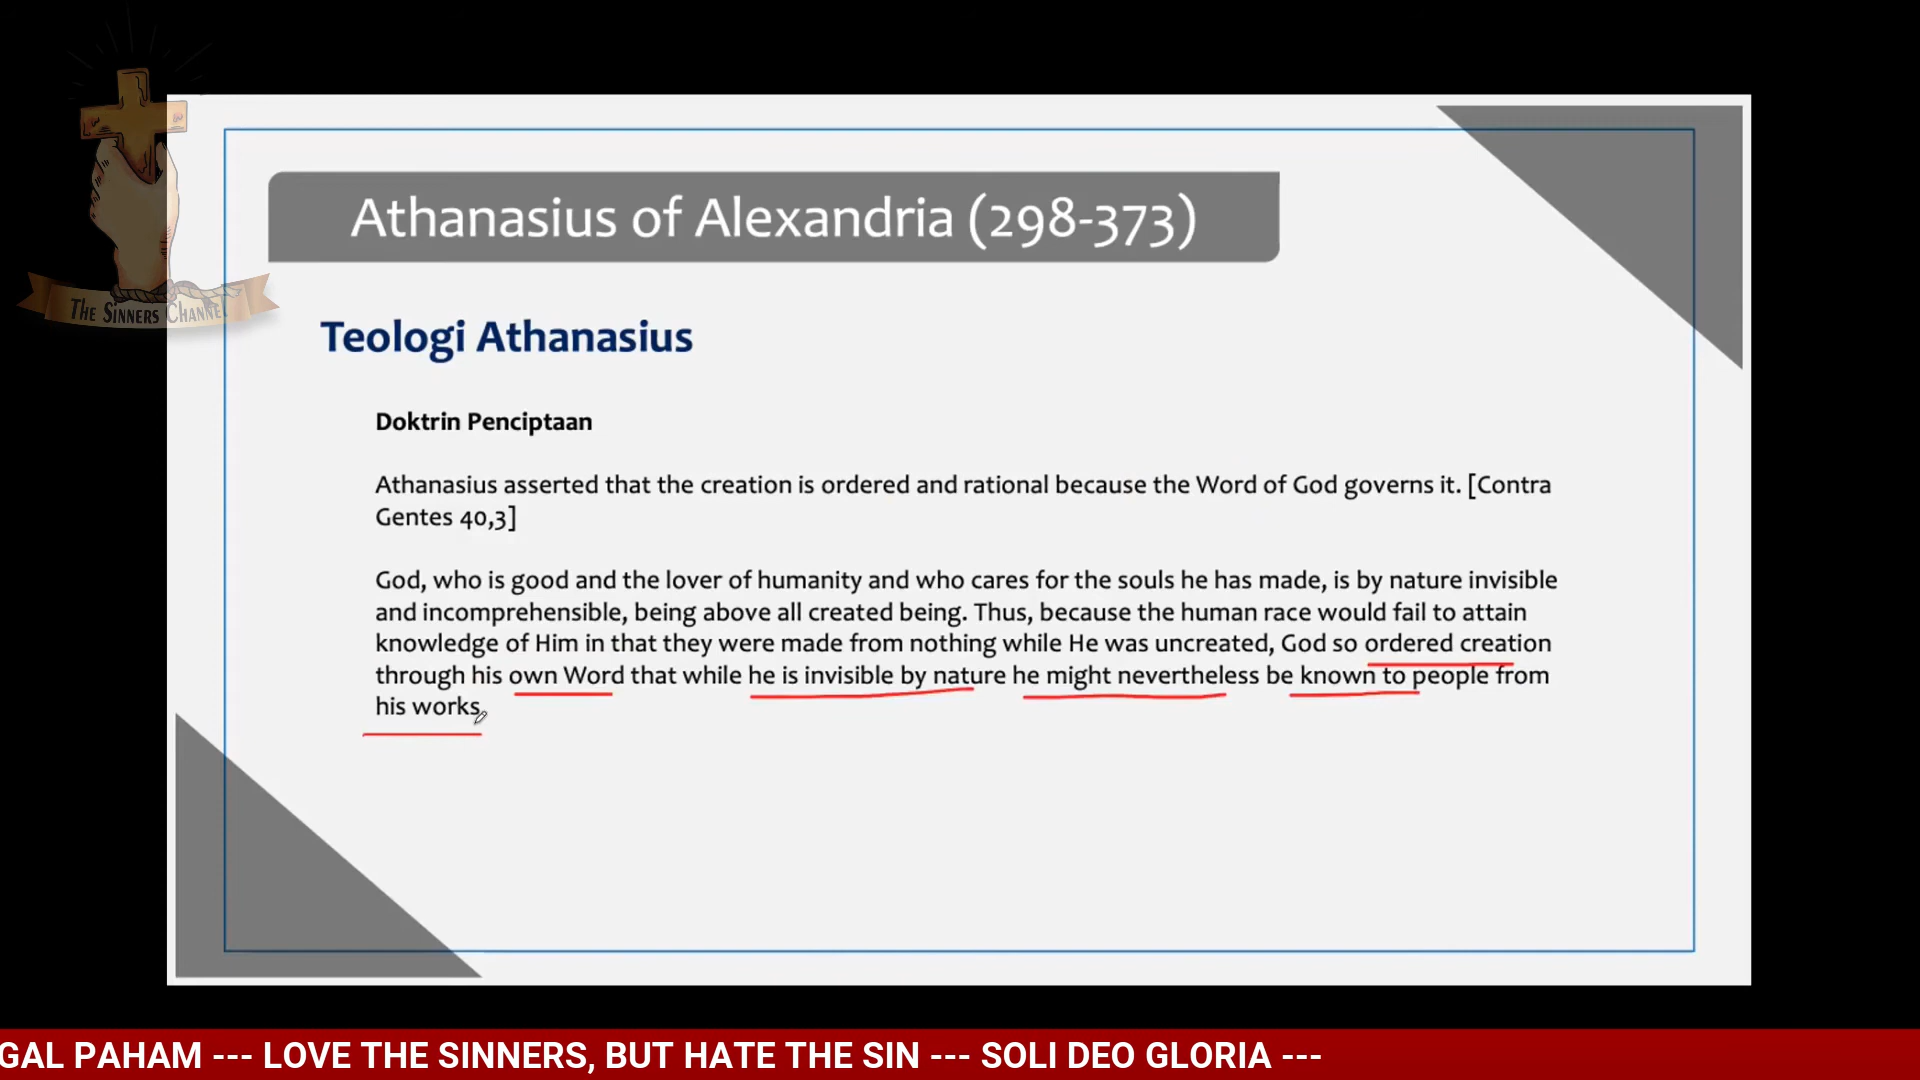 Athanasius of Alexandria (298-373)
THE SINNERS CHANNEL
Teologi Athanasius
Doktrin Penciptaan
Athanasius asserted that the creation is ordered and rational because the Word of God governs it. [Contra
Gentes 40,3]
God, who is good and the lover of humanity and who cares for the souls he has made, is by nature invisible
and incomprehensible, being above all created being. Thus, because the human race would fail to attain
knowledge of Him in that they were made from nothing while He was uncreated, God so ordered creation
through his own Word that while he is invisible by nature he might nevertheless be known to people from
his works.
GAL PAHAM --- LOVE THE SINNERS, BUT HATE THE SIN --- SOLI DEO GLORIA ---